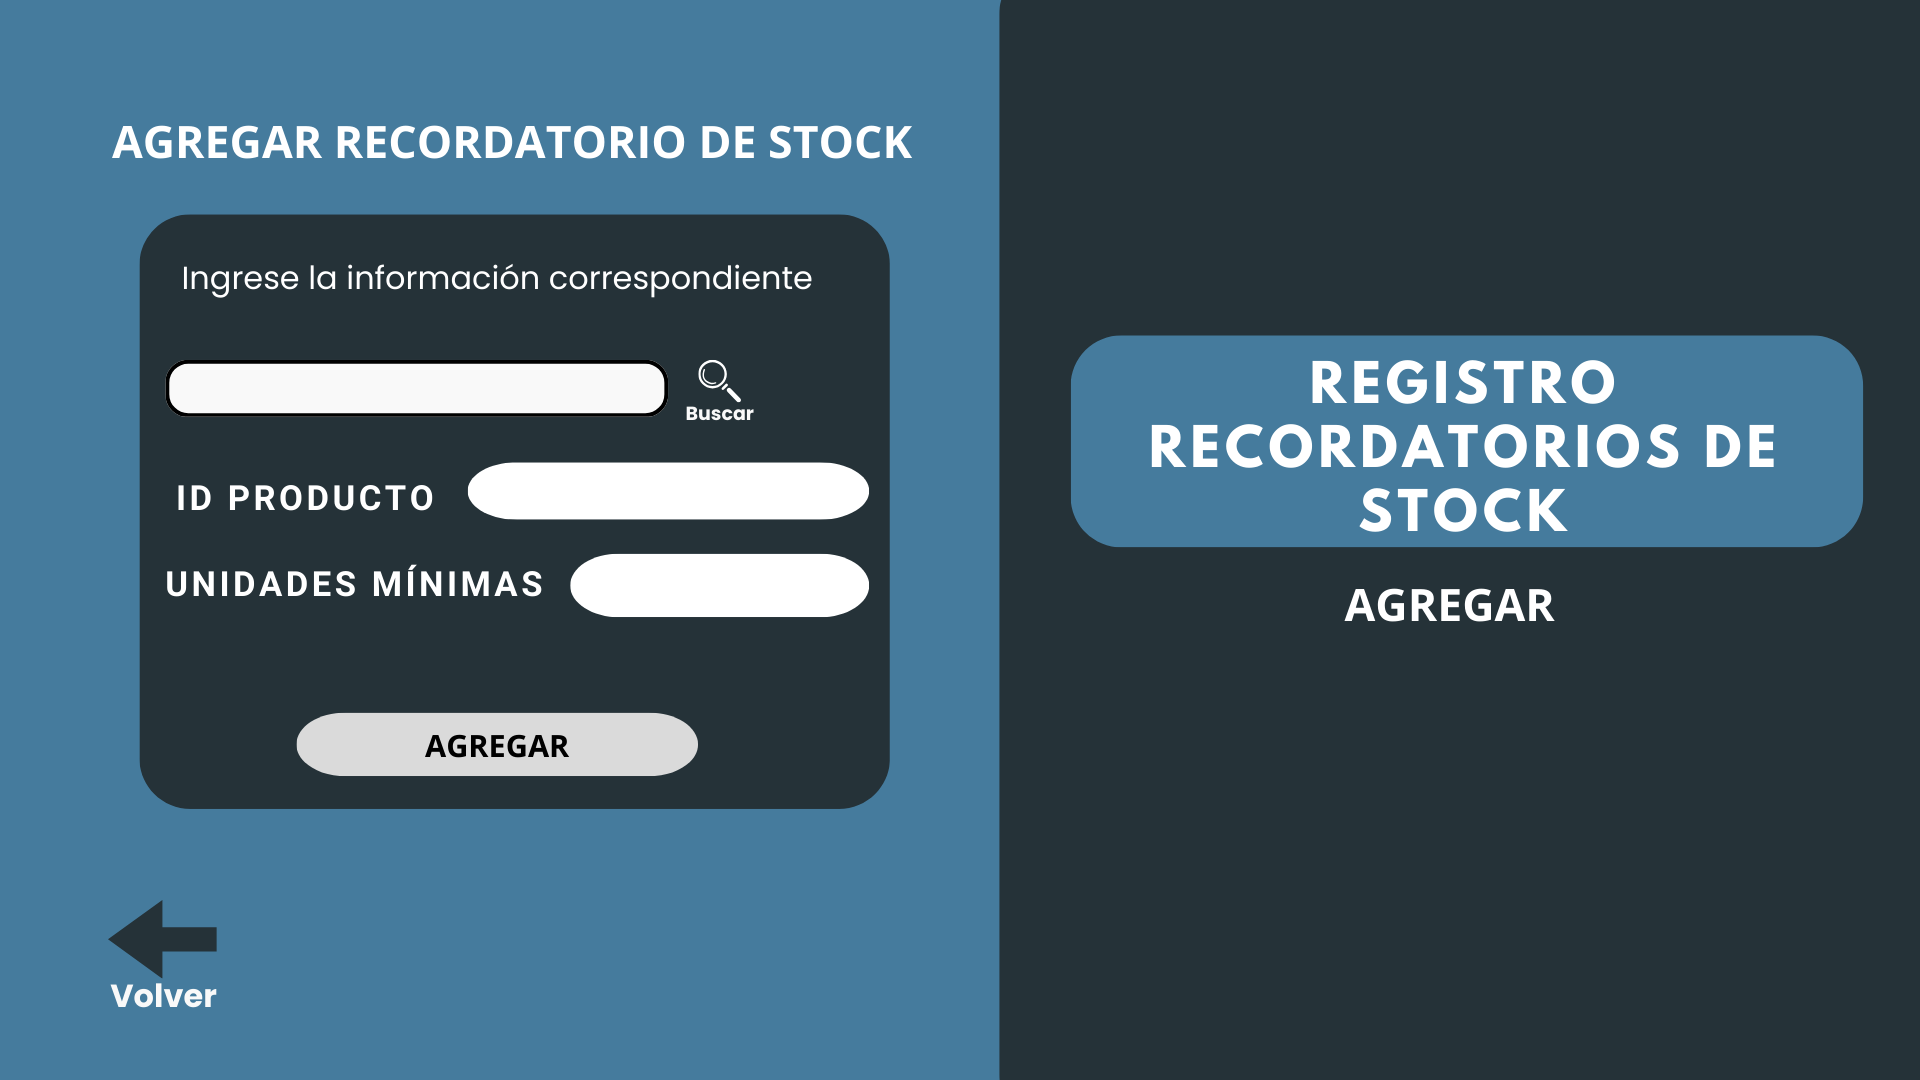 AGREGAR RECORDATORIO DE STOCK
Ingrese la información correspondiente
Buscar
ID PRODUCTO
UNIDADES MÍNIMAS
AGREGAR
Volver
REGISTRO
RECORDATORIOS DE
STOCK
AGREGAR